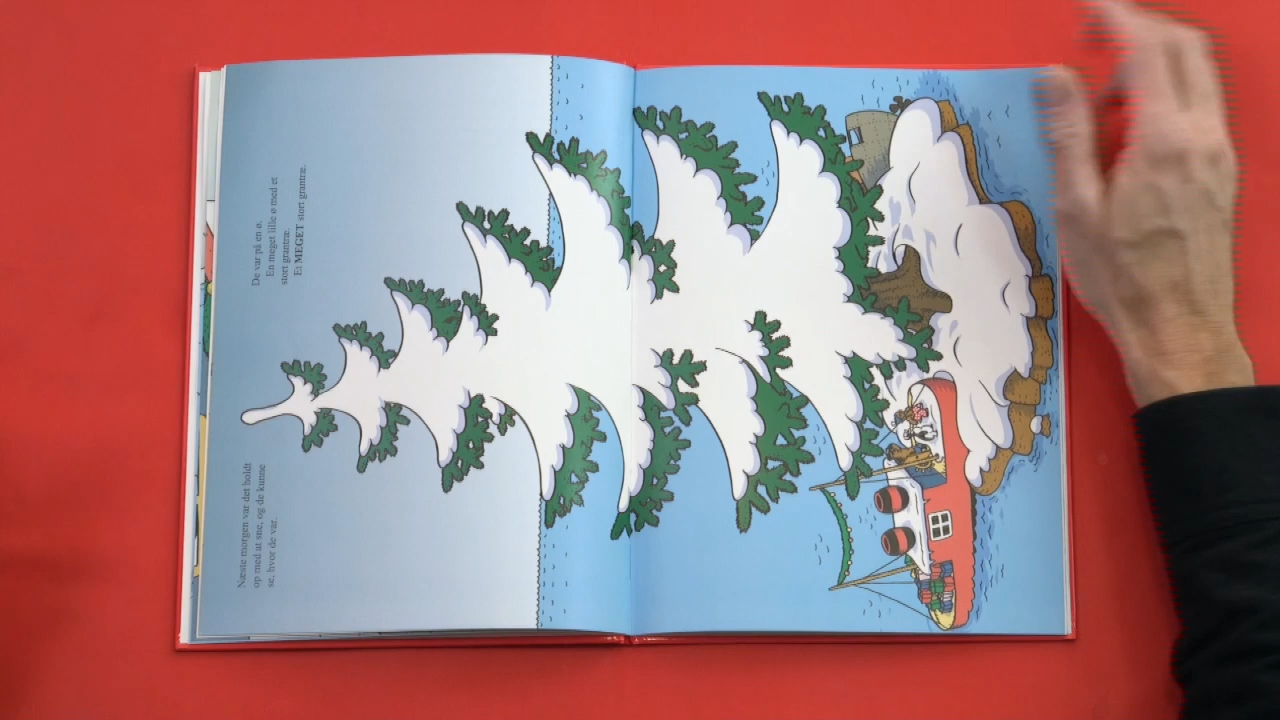 Næste morgen var det holdt
op med at sne, og de kunne
se, hvor de var.
De var på en ø.
En meget lille ø med et
stort grantræ.
Et MEGET stort grantræ.